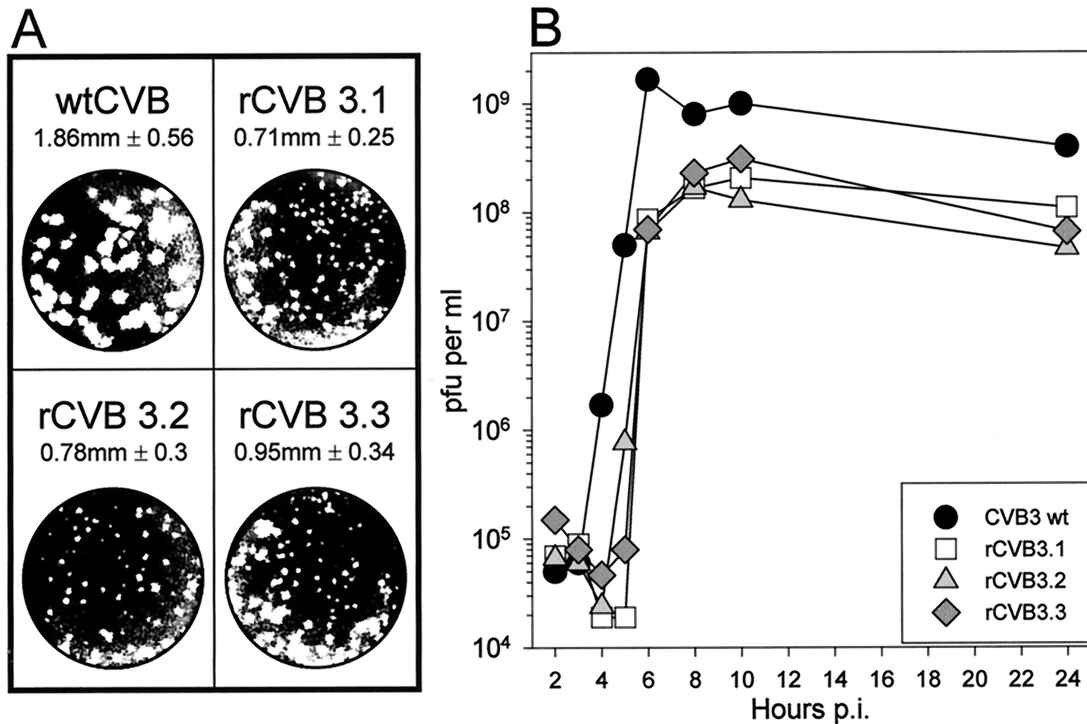 A
wtCVB
1.86mm ± 0.56
rCVB 3.1
0.71mm ± 0.25
rCVB 3.2
0.78mm ± 0.3
rCVB 3.3
0.95mm ± 0.34
B
pfu per ml
10⁹
10⁸
10⁷
10⁶
10⁵
10⁴
2 4 6 8 10 12 14 16 18 20 22 24
Hours p.i.
CVB3 wt
rCVB3.1
rCVB3.2
rCVB3.3